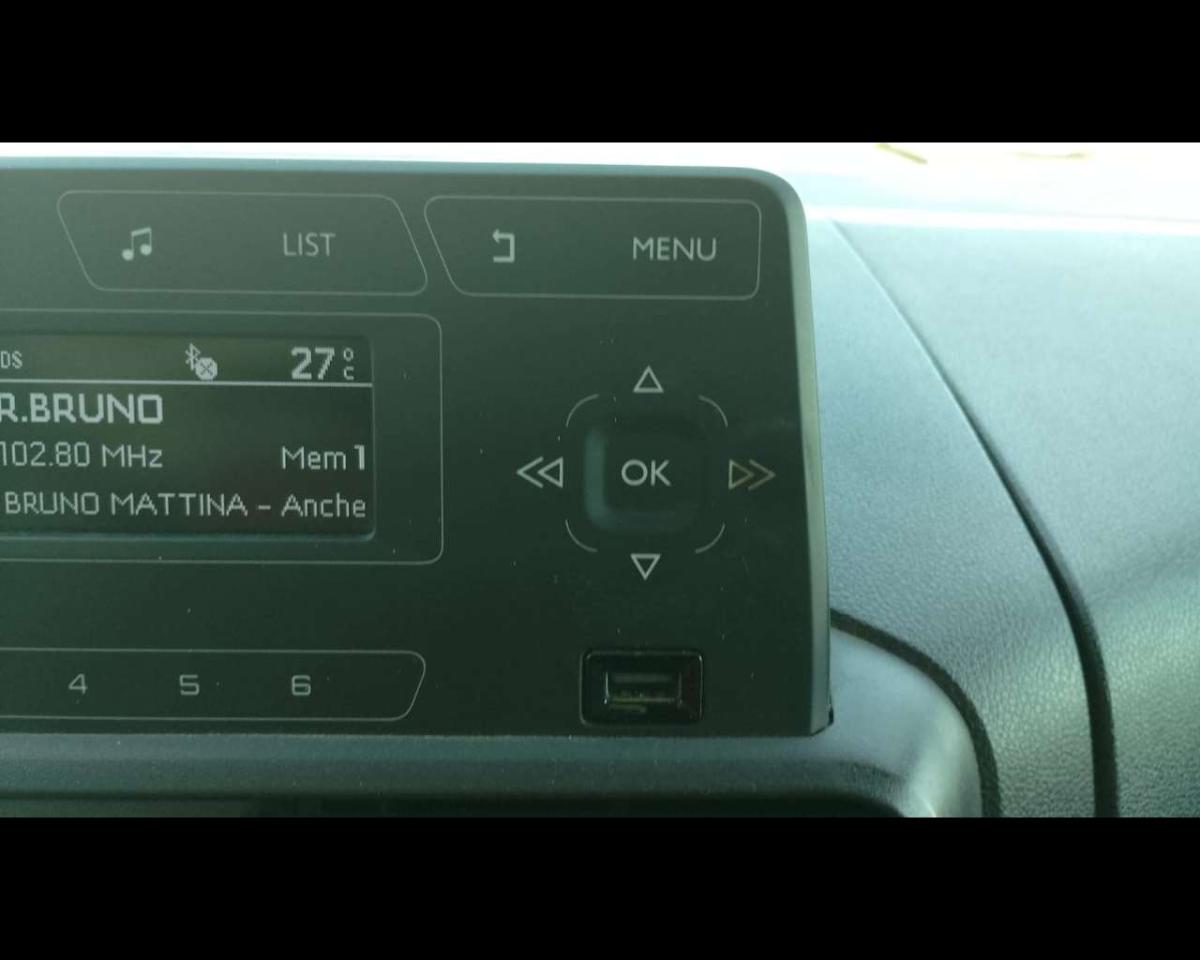 LIST MENU
DS 27°C
R.BRUNO
102.80 MHz Mem 1
BRUNO MATTINA - Anche
OK
4 5 6